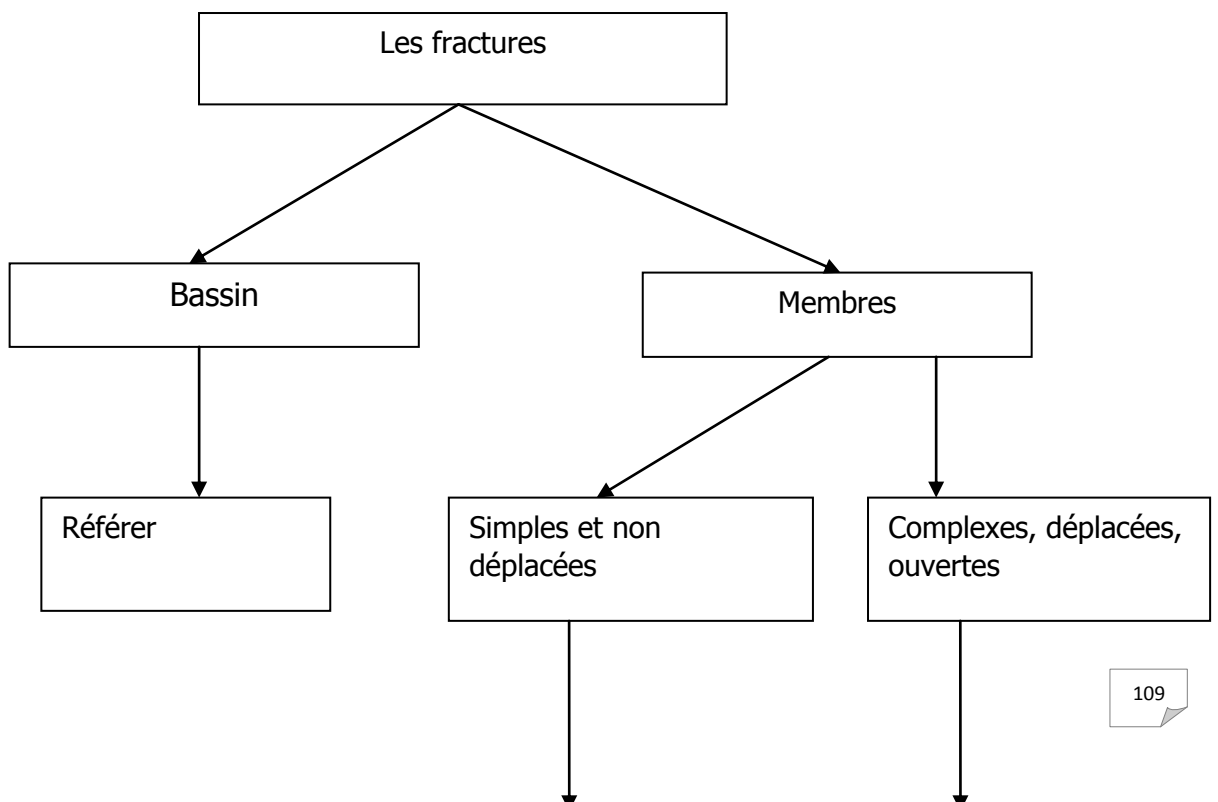 Les fractures
Bassin
Membres
Référer
Simples et non
déplacées
Complexes, déplacées,
ouvertes
109